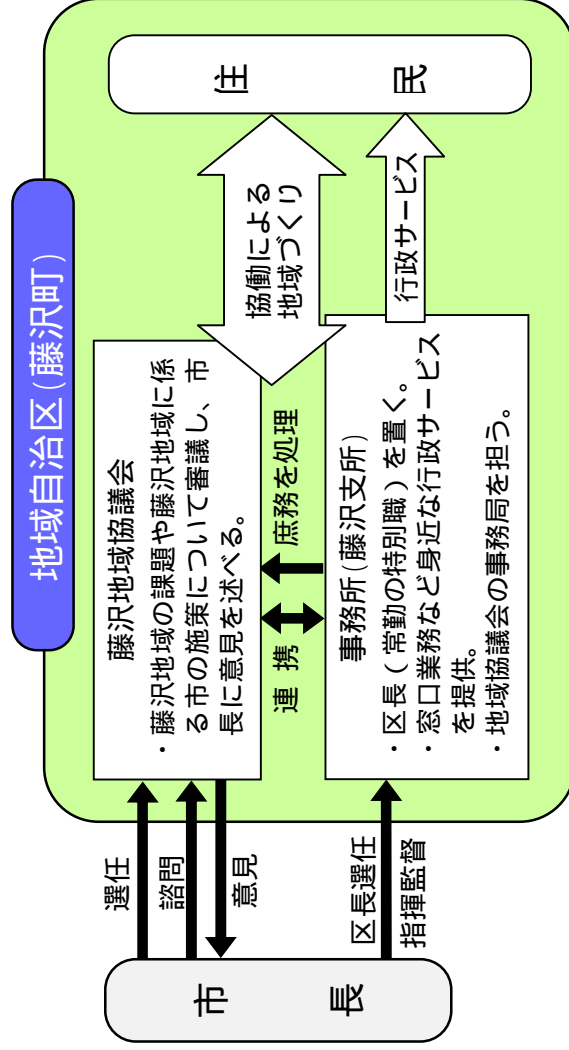 地域自治区(藤沢町)
市長
選任
諮問
意見
区長選任
指揮監督
藤沢地域協議会
・藤沢地域の課題や藤沢地域に係
る市の施策について審議し、市
長に意見を述べる。
連携
庶務を処理
事務所(藤沢支所)
・区長(常勤の特別職)を置く。
・窓口業務など身近な行政サービス
を提供。
・地域協議会の事務局を担う。
協働による
地域づくり
行政サービス
住民